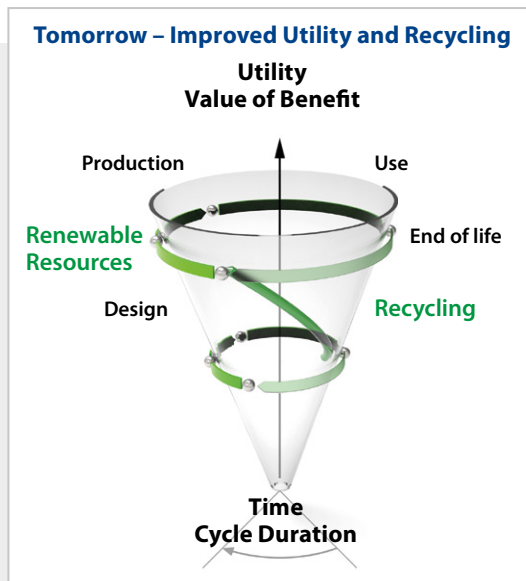 Tomorrow – Improved Utility and Recycling
Utility
Value of Benefit
Production
Use
Renewable
Resources
End of life
Design
Recycling
Time
Cycle Duration